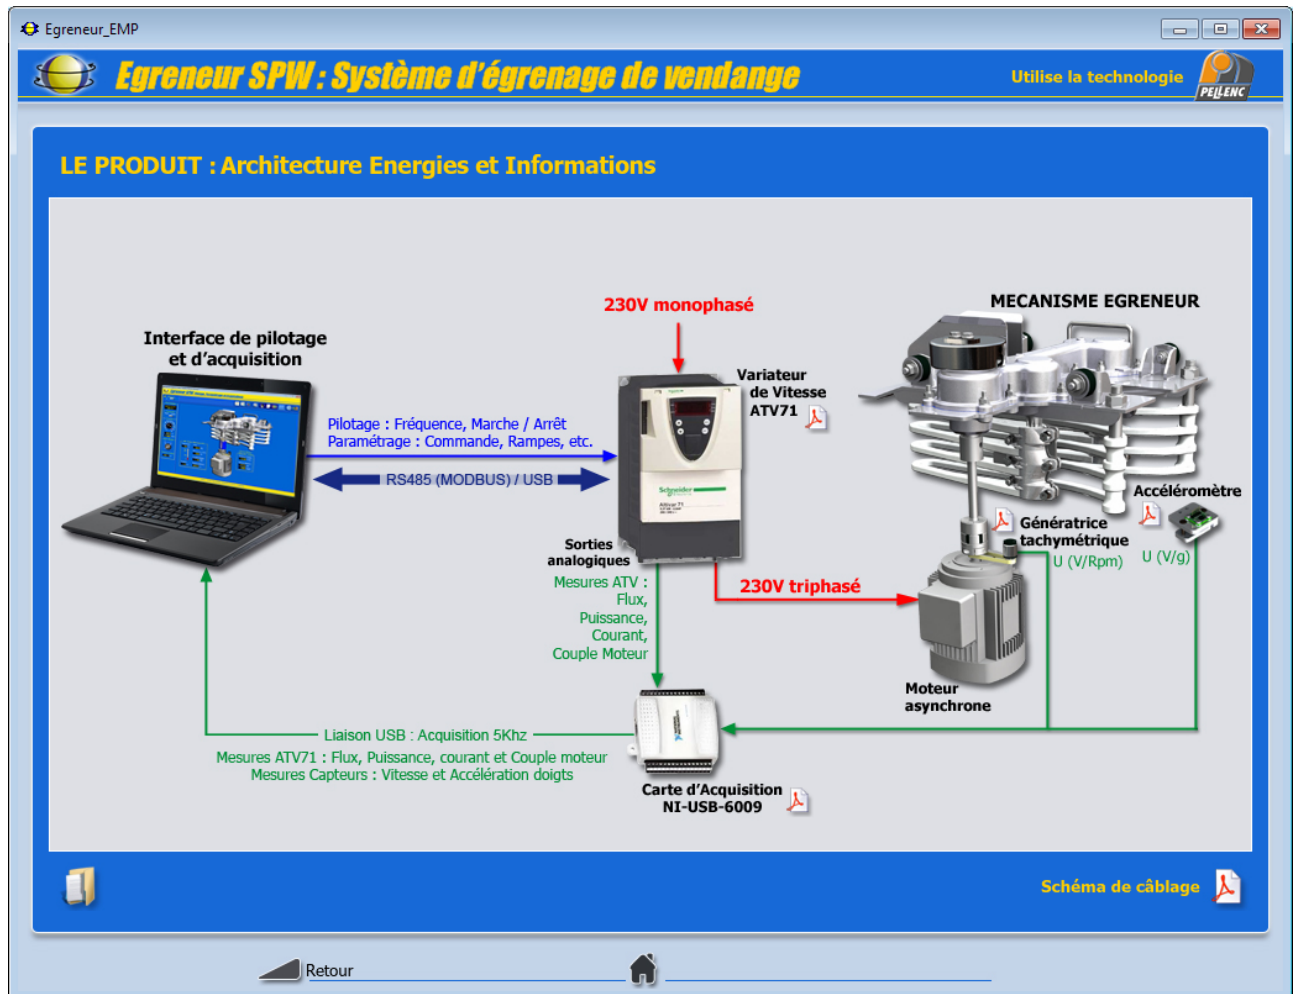 Egreneur_EMP
Egreneur SPW : Système d'égrenage de vendange
Utilise la technologie
PELLENC
LE PRODUIT : Architecture Energies et Informations
230V monophasé
MECANISME EGRENEUR
Interface de pilotage
et d'acquisition
Variateur
de Vitesse
ATV71
Pilotage : Fréquence, Marche / Arrêt
Paramétrage : Commande, Rampes, etc.
RS485 (MODBUS) / USB
Schneider
Accéléromètre
Génératrice
tachymétrique
U (V/Rpm)
U (V/g)
Sorties
analogiques
Mesures ATV :
Flux,
Puissance,
Courant,
Couple Moteur
230V triphasé
Moteur
asynchrone
Liaison USB : Acquisition 5Khz
Mesures ATV71 : Flux, Puissance, courant et Couple moteur
Mesures Capteurs : Vitesse et Accélération doigts
Carte d'Acquisition
NI-USB-6009
Schéma de câblage
Retour